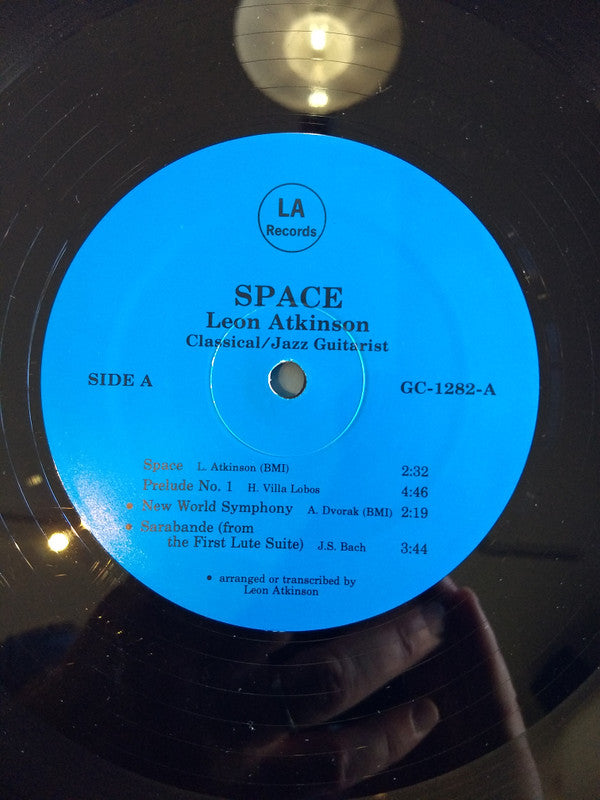 LA
Records
SPACE
Leon Atkinson
Classical/Jazz Guitarist
SIDE A
GC-1282-A
Space L. Atkinson (BMI) 2:32
Prelude No. 1 H. Villa Lobos 4:46
• New World Symphony A. Dvorak (BMI) 2:19
• Sarabande (from
the First Lute Suite) J.S. Bach 3:44
• arranged or transcribed by
Leon Atkinson